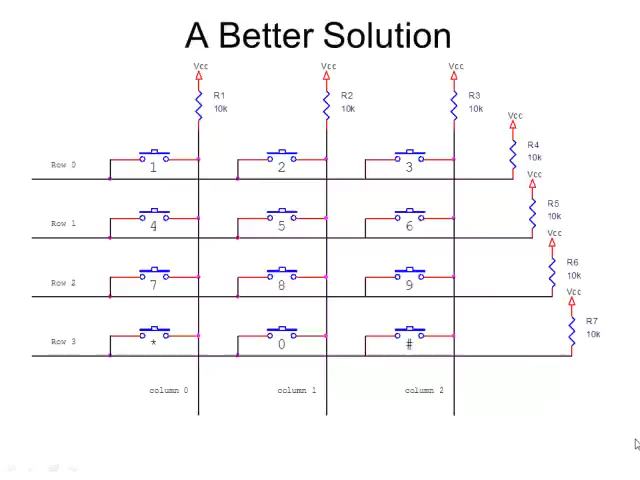 A Better Solution
Vcc Vcc Vcc
R1 R2 R3
10k 10k 10k
Vcc
R4
10k
Row 0 1 2 3
Vcc
R5
10k
Row 1 4 5 6
Vcc
R6
10k
Row 2 7 8 9
Vcc
R7
10k
Row 3 * 0 #
column 0 column 1 column 2